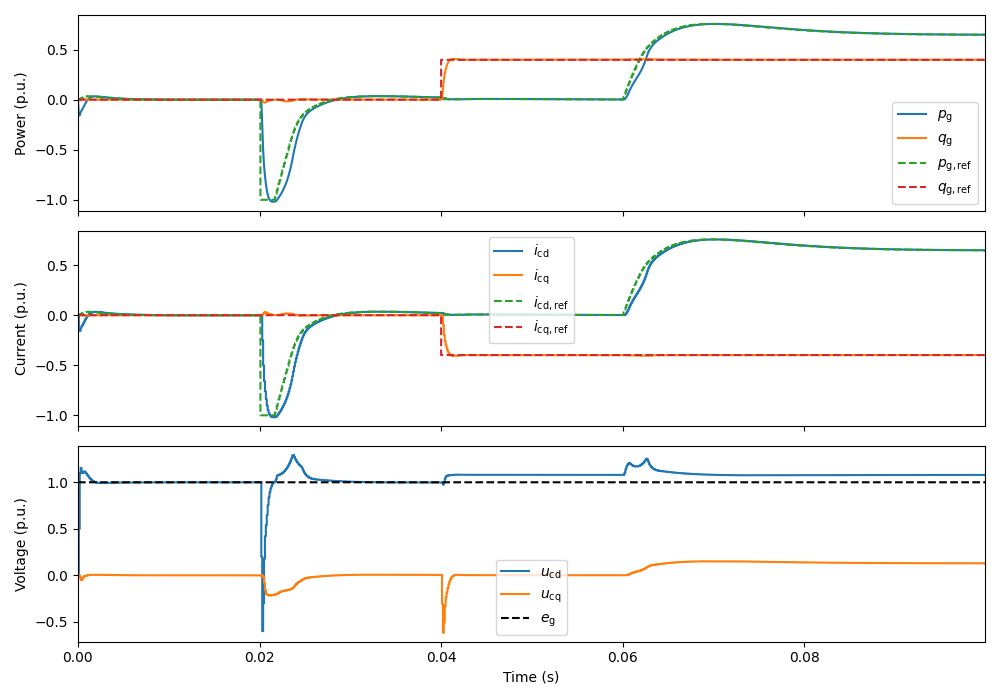 Power (p.u.)
0.5
0.0
−0.5
−1.0
p_g
q_g
p_g,ref
q_g,ref
Current (p.u.)
0.5
0.0
−0.5
−1.0
i_cd
i_cq
i_cd,ref
i_cq,ref
Voltage (p.u.)
1.0
0.5
0.0
−0.5
u_cd
u_cq
e_g
0.00 0.02 0.04 0.06 0.08
Time (s)